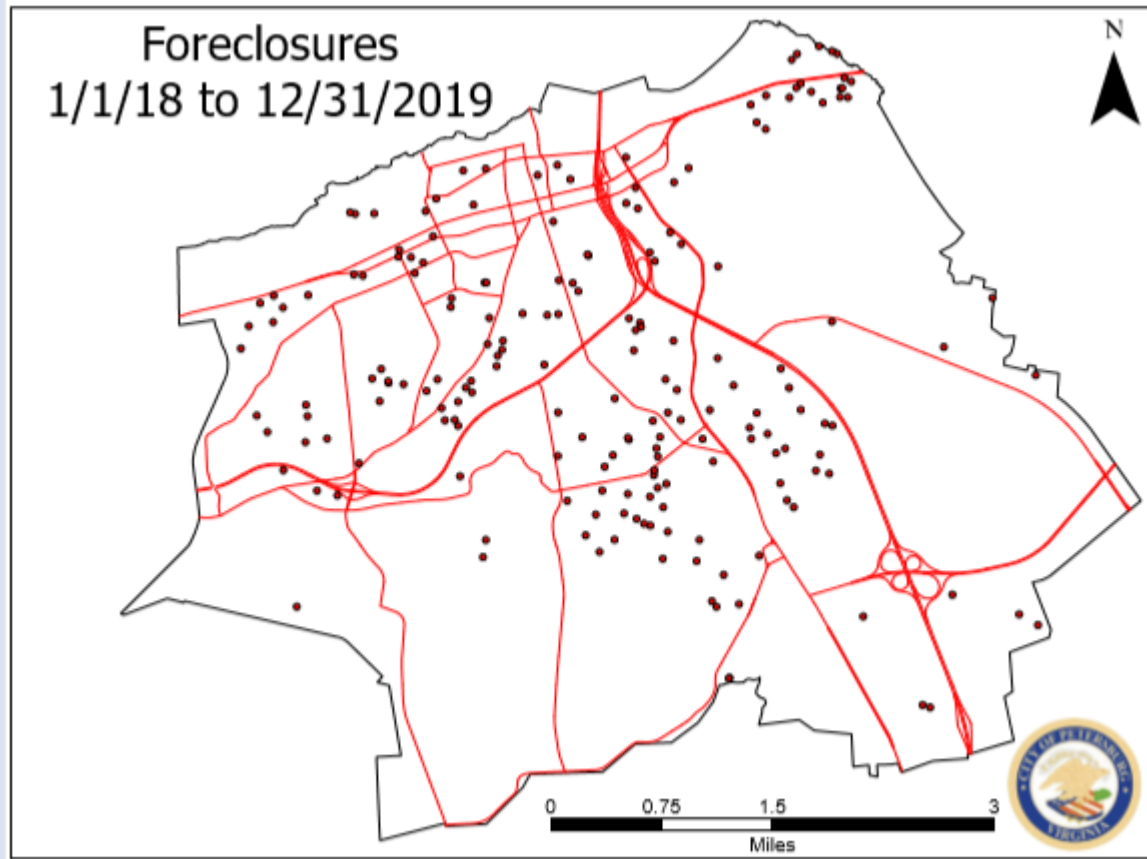 Foreclosures
1/1/18 to 12/31/2019
N
0 0.75 1.5 3
Miles
CITY OF PETERSBURG
VIRGINIA